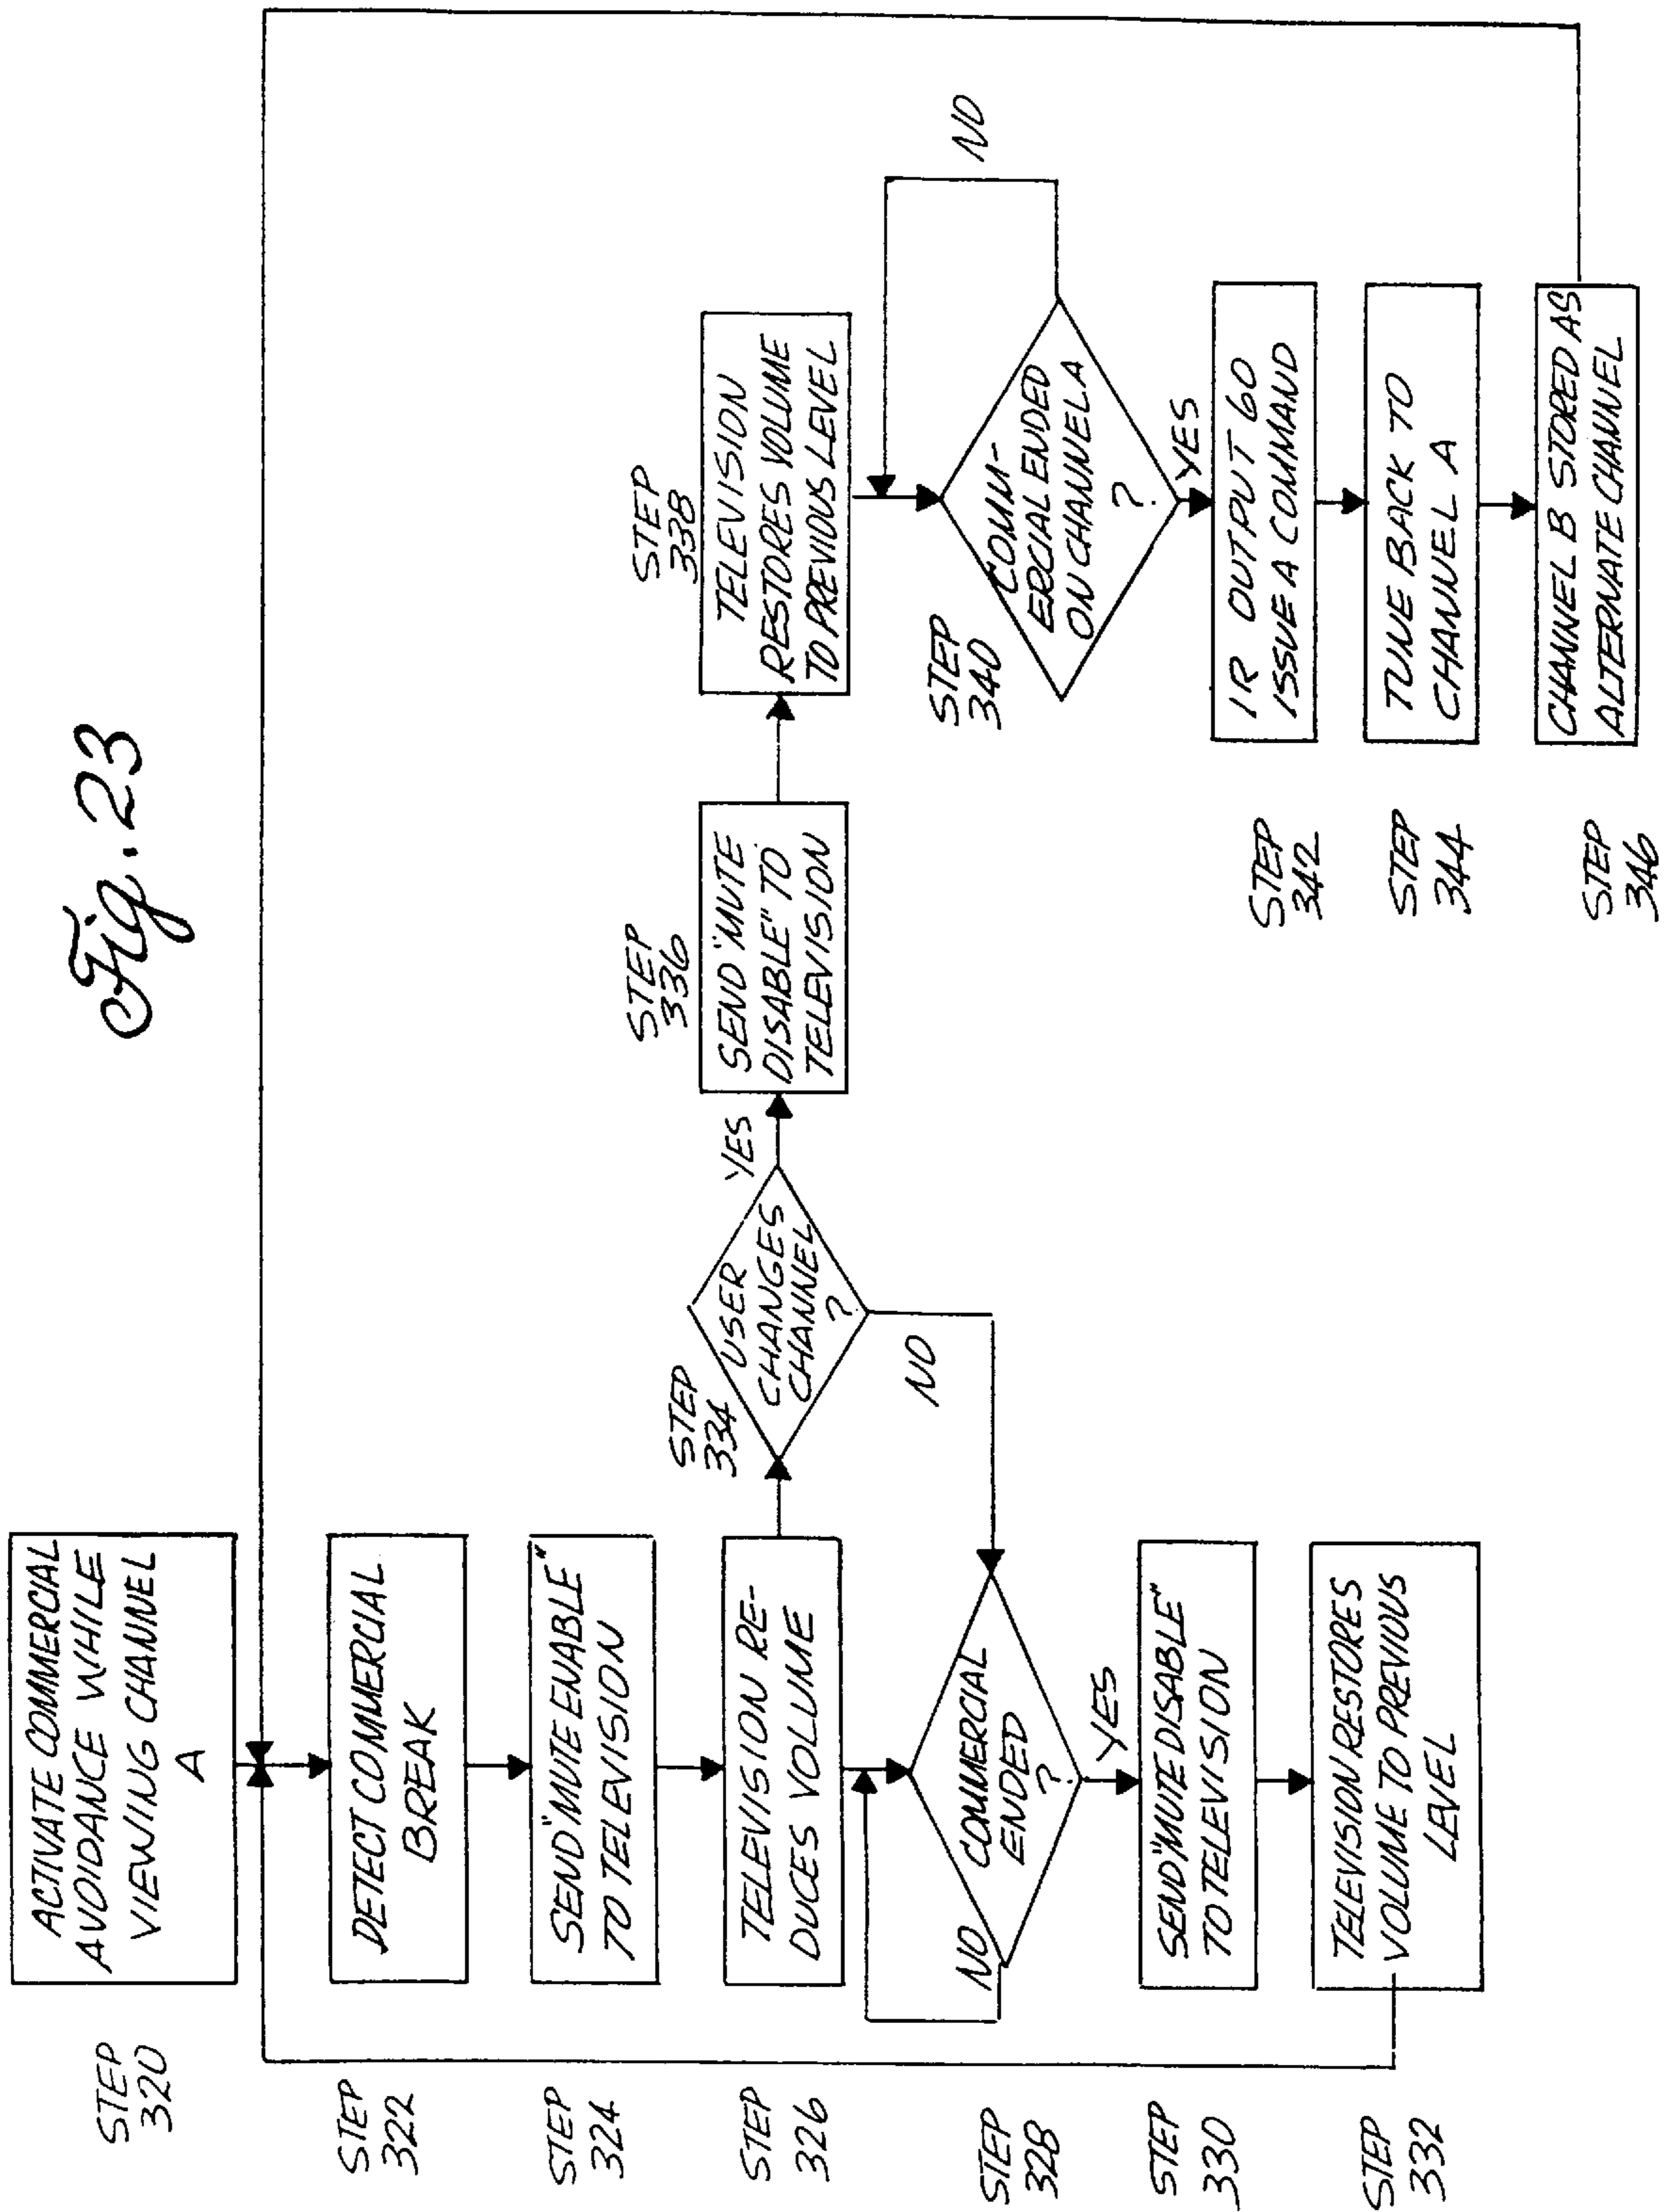 Fig. 23
STEP
320
ACTIVATE COMMERCIAL
AVOIDANCE WHILE
VIEWING CHANNEL
A
STEP
322
DETECT COMMERCIAL
BREAK
STEP
324
SEND "MUTE ENABLE"
TO TELEVISION
STEP
326
TELEVISION RE-
DUCES VOLUME
STEP
328
COMMERCIAL
ENDED
?
NO
YES
STEP
330
SEND "MUTE DISABLE"
TO TELEVISION
STEP
332
TELEVISION RESTORES
VOLUME TO PREVIOUS
LEVEL
STEP
334
USER
CHANGES
CHANNEL
?
NO
YES
STEP
336
SEND "MUTE
DISABLE" TO
TELEVISION
STEP
338
TELEVISION
RESTORES VOLUME
TO PREVIOUS LEVEL
STEP
340
COMM-
ERCIAL ENDED
ON CHANNEL A
?
NO
YES
STEP
342
IR OUTPUT 60
ISSUE A COMMAND
STEP
344
TUNE BACK TO
CHANNEL A
STEP
346
CHANNEL B STORED AS
ALTERNATE CHANNEL